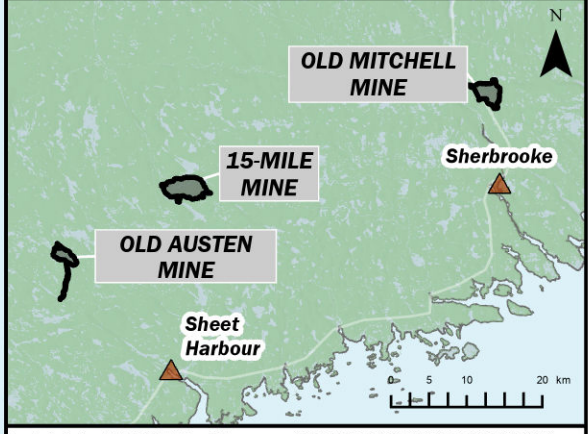 N
OLD MITCHELL
MINE
15-MILE
MINE
Sherbrooke
OLD AUSTEN
MINE
Sheet
Harbour
0 5 10 20 km